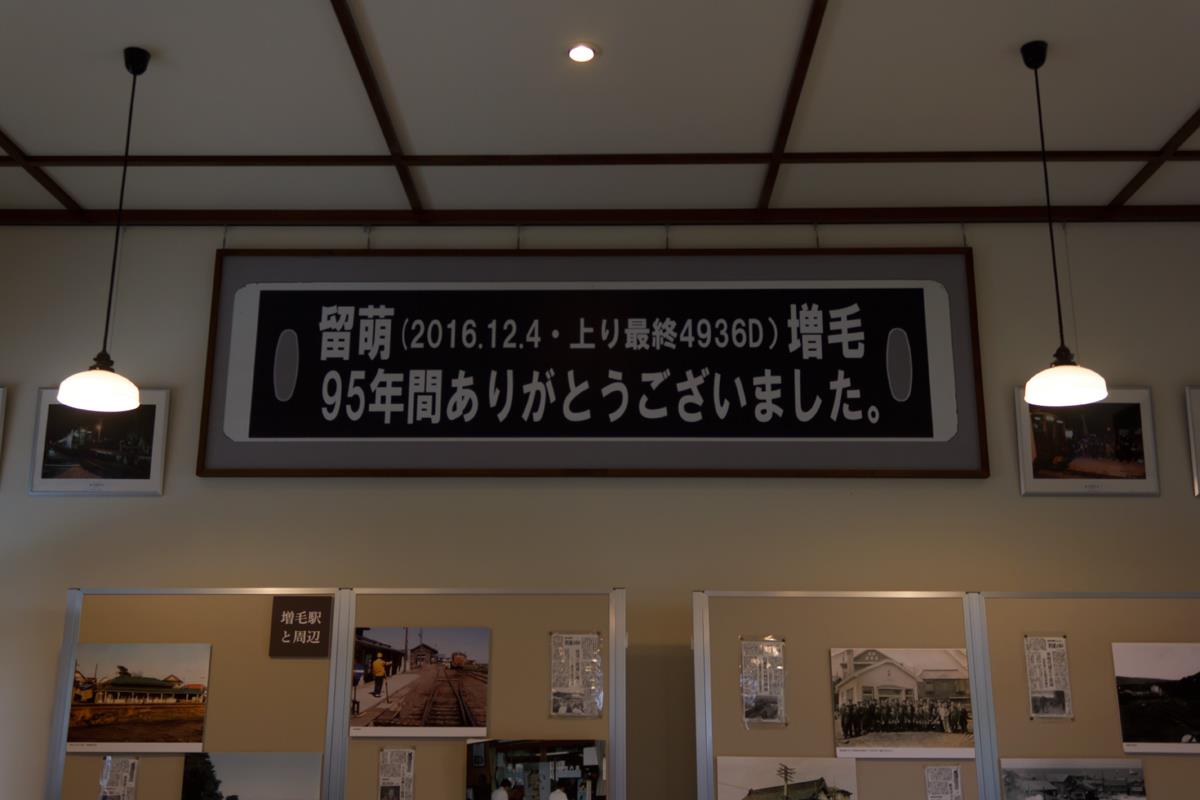 留萌(2016.12.4・上り最終4936D)増毛
95年間ありがとうございました。
増毛駅
と周辺